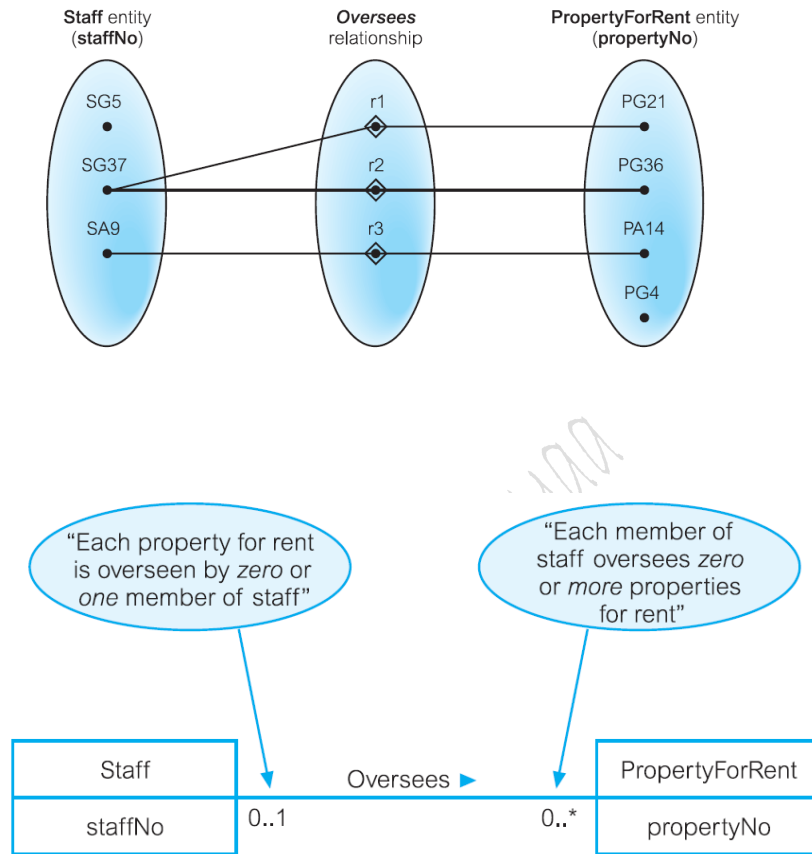 Staff entity
(staffNo)
Oversees
relationship
PropertyForRent entity
(propertyNo)
SG5
SG37
SA9
r1
r2
r3
PG21
PG36
PA14
PG4
“Each property for rent
is overseen by zero or
one member of staff”
“Each member of
staff oversees zero
or more properties
for rent”
Staff
staffNo
Oversees
0..1
0..*
PropertyForRent
propertyNo